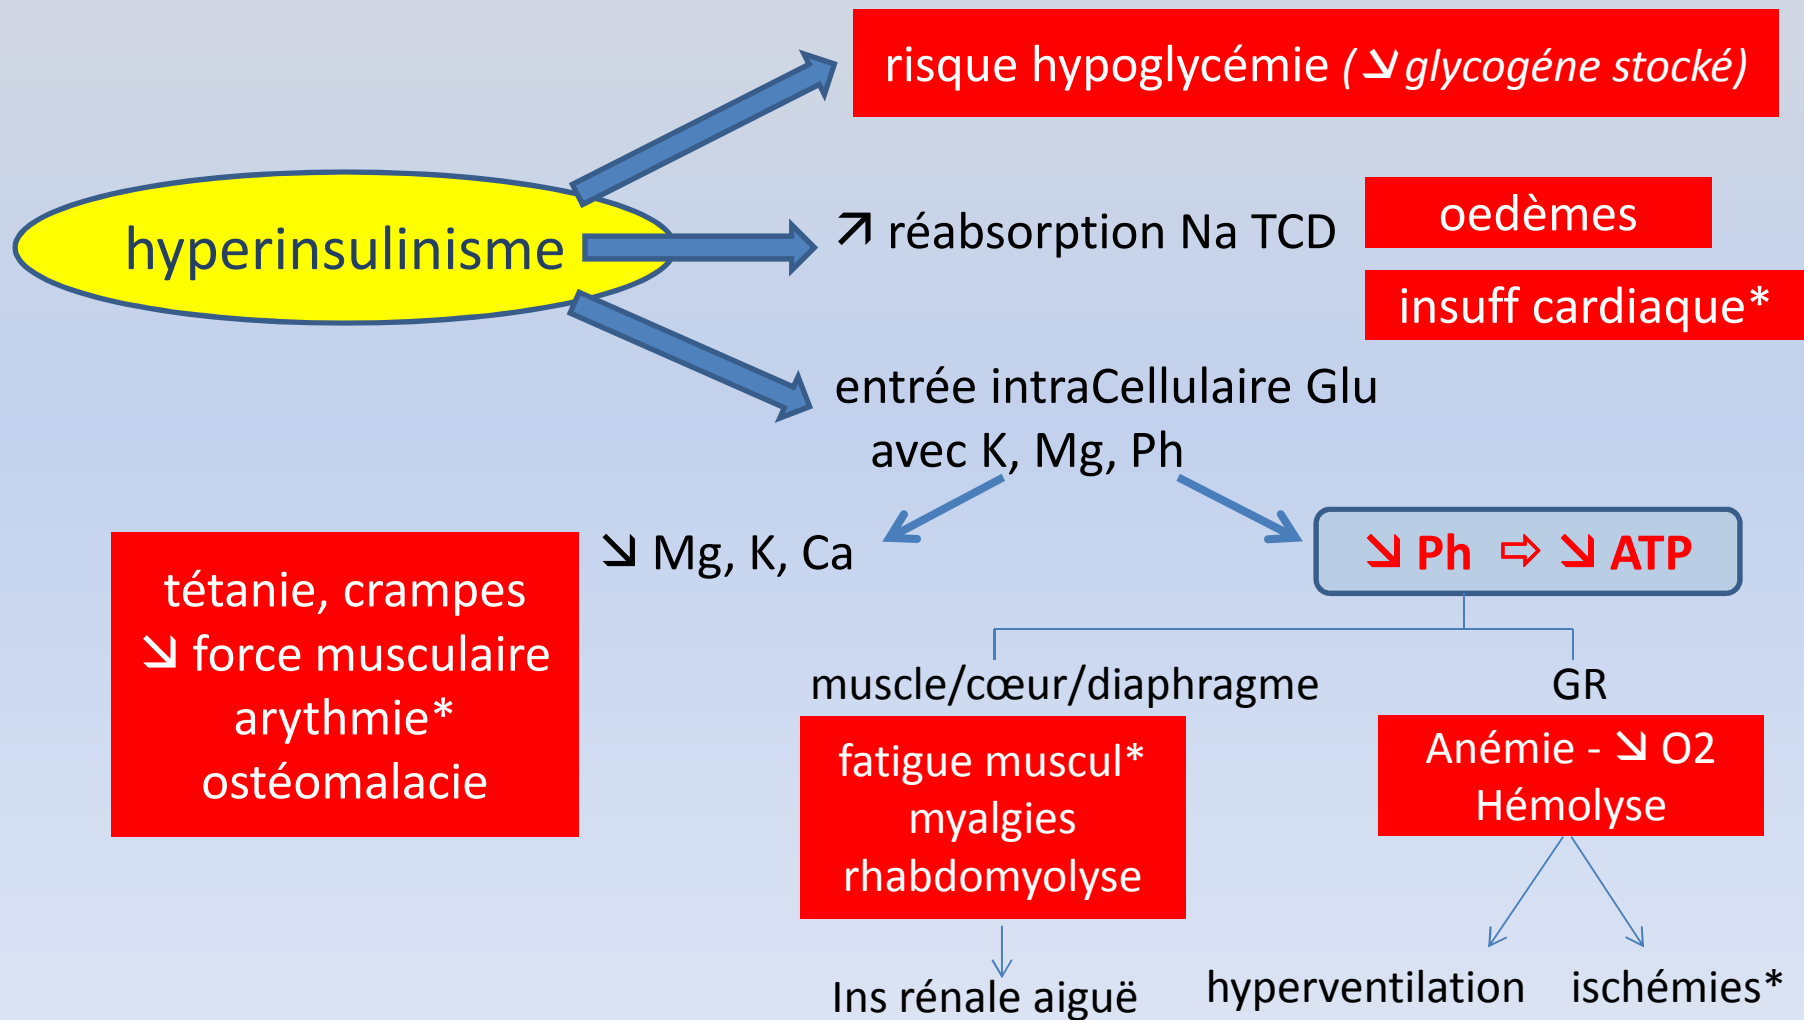 risque hypoglycémie (↘ glycogéne stocké)
hyperinsulinisme
↗ réabsorption Na TCD
oedèmes
insuff cardiaque*
entrée intraCellulaire Glu
avec K, Mg, Ph
↘ Mg, K, Ca
tétanie, crampes
↘ force musculaire
arythmie*
ostéomalacie
↘ Ph ⇨ ↘ ATP
muscle/cœur/diaphragme
fatigue muscul*
myalgies
rhabdomyolyse
Ins rénale aiguë
GR
Anémie - ↘ O2
Hémolyse
hyperventilation
ischémies*